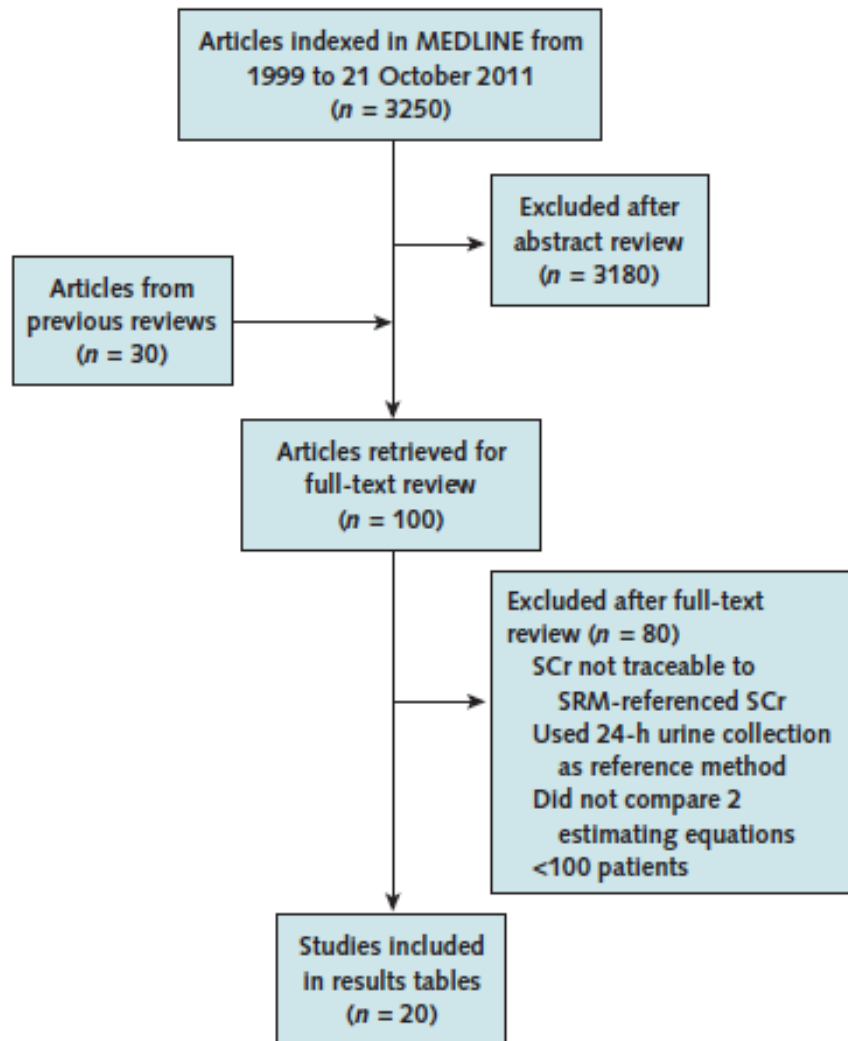 Articles indexed in MEDLINE from
1999 to 21 October 2011
(n = 3250)
Excluded after
abstract review
(n = 3180)
Articles from
previous reviews
(n = 30)
Articles retrieved for
full-text review
(n = 100)
Excluded after full-text
review (n = 80)
SCr not traceable to
SRM-referenced SCr
Used 24-h urine collection
as reference method
Did not compare 2
estimating equations
<100 patients
Studies included
in results tables
(n = 20)